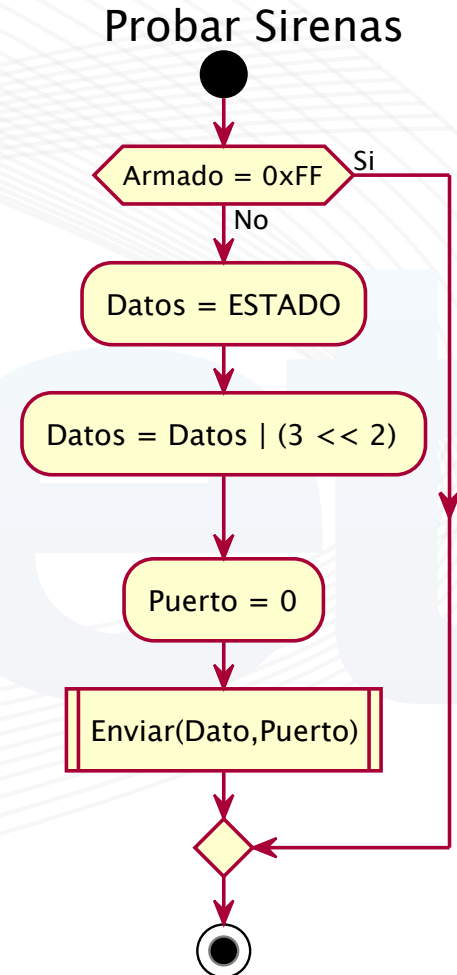 Probar Sirenas
Armado = 0xFF
Si
No
Datos = ESTADO
Datos = Datos | (3 << 2)
Puerto = 0
Enviar(Dato,Puerto)